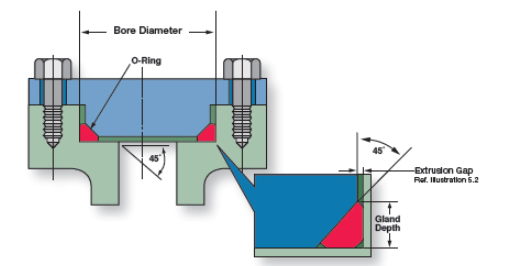 Bore Diameter
O-Ring
45°
45°
Extrusion Gap
Ref. Illustration 5.2
Gland
Depth